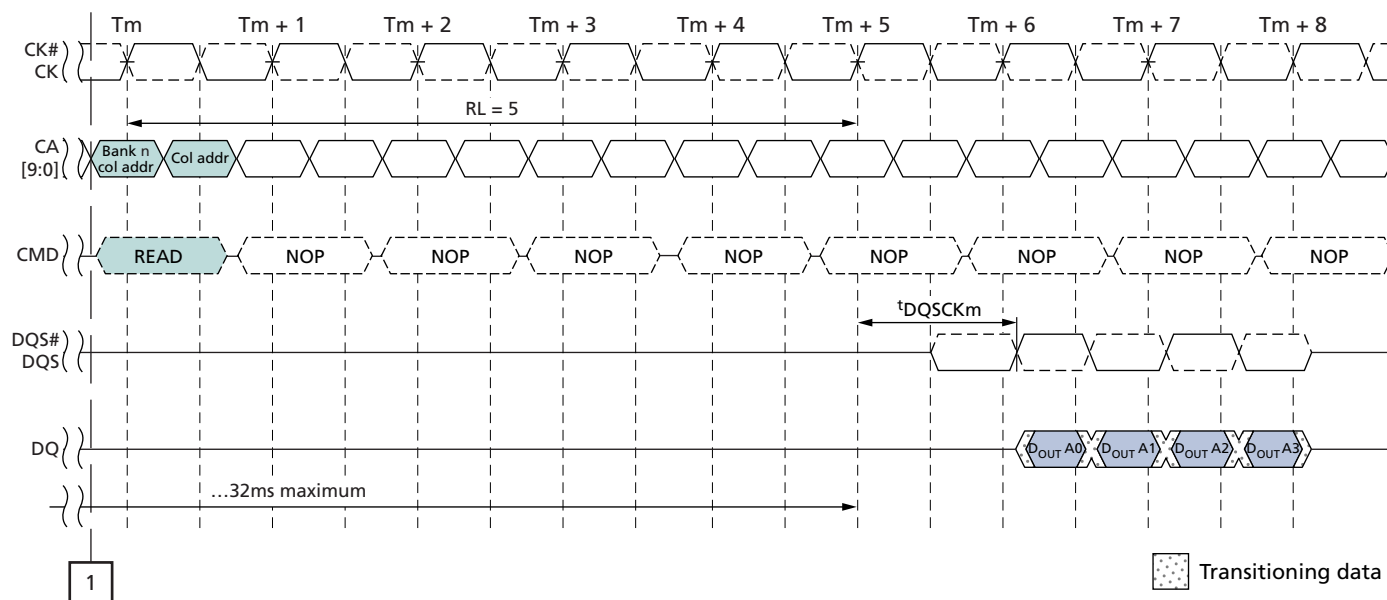 Tm Tm + 1 Tm + 2 Tm + 3 Tm + 4 Tm + 5 Tm + 6 Tm + 7 Tm + 8
CK#
CK
RL = 5
CA
[9:0]
Bank n
col addr
Col addr
CMD READ NOP NOP NOP NOP NOP NOP NOP NOP
tDQSCKm
DQS#
DQS
DQ DOUT A0 DOUT A1 DOUT A2 DOUT A3
…32ms maximum
1
Transitioning data